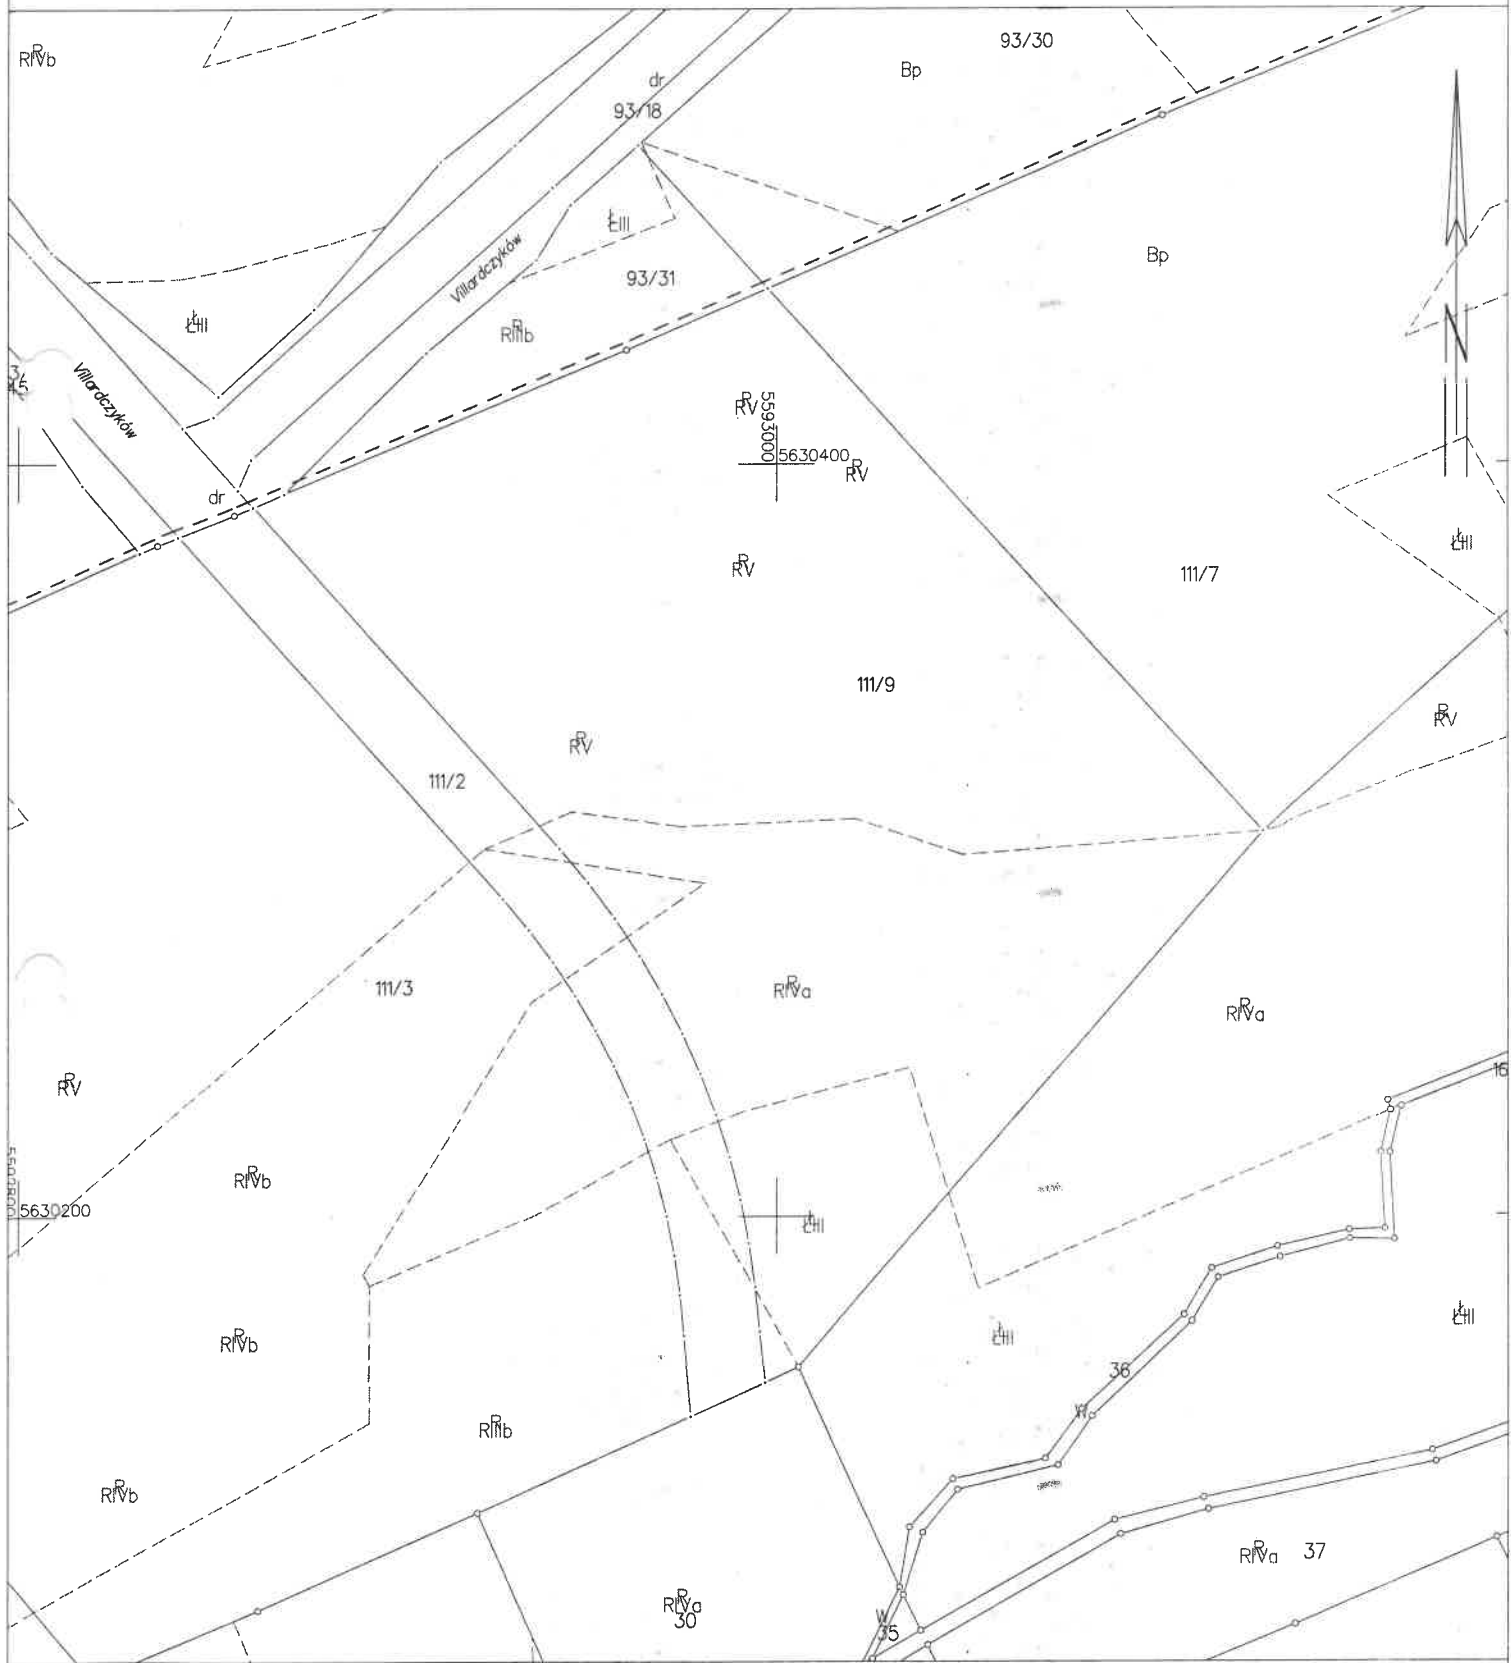 93/30
RIVb
R
Bp
dr
93/18
ŁIII
Ł
Villardczyków
93/31
Bp
ŁIII
Ł
RIIIb
R
N
Villardczyków
RV
R
5593000
5630400
RV
R
dr
ŁIII
Ł
RV
R
111/7
111/9
RV
R
RV
R
111/2
111/3
RIVa
R
RIVa
R
16
RV
R
RIVb
R
5630200
ŁIII
Ł
ŁIII
Ł
ŁIII
Ł
RIVb
R
36
W
RIIIb
R
RIVb
R
RIVa
R
37
RIVa
R
30
W
35